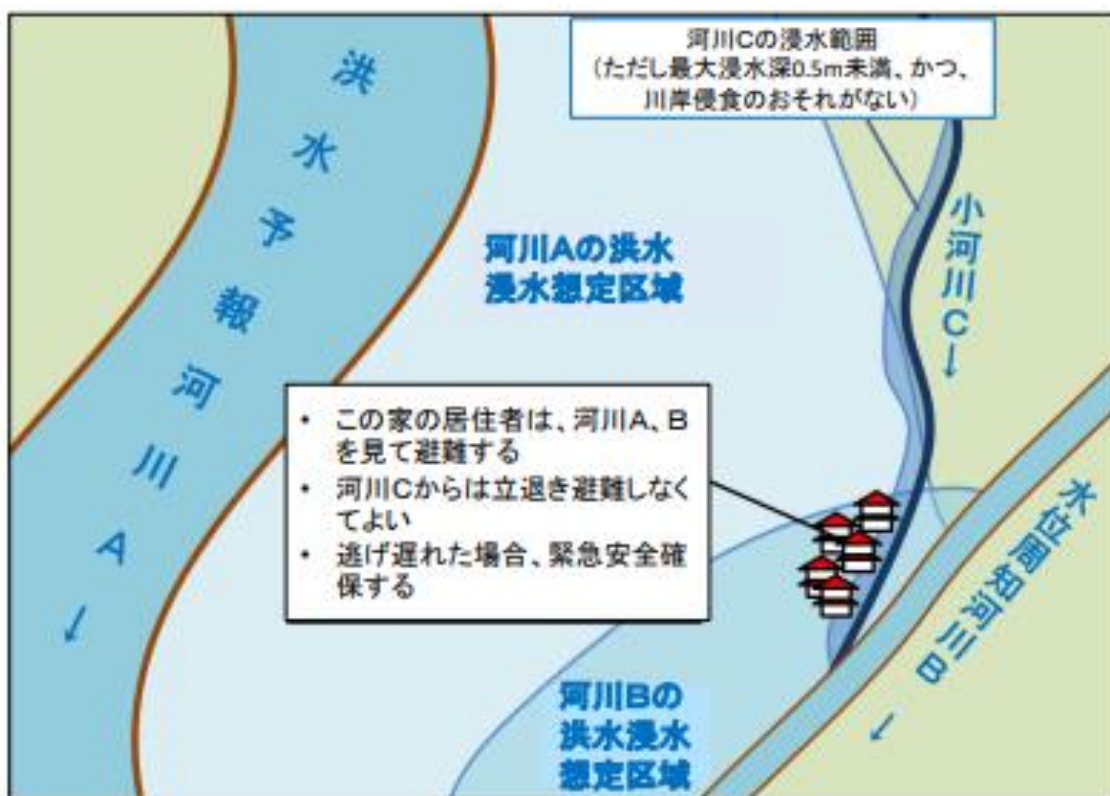 河川Cの浸水範囲
(ただし最大浸水深0.5m未満、かつ、
川岸侵食のおそれがない)
洪水予報河川A↓
河川Aの洪水
浸水想定区域
小河川C↓
・ この家の居住者は、河川A、B
を見て避難する
・ 河川Cからは立退き避難しなく
てよい
・ 逃げ遅れた場合、緊急安全確
保する
水位周知河川B↓
河川Bの
洪水浸水
想定区域